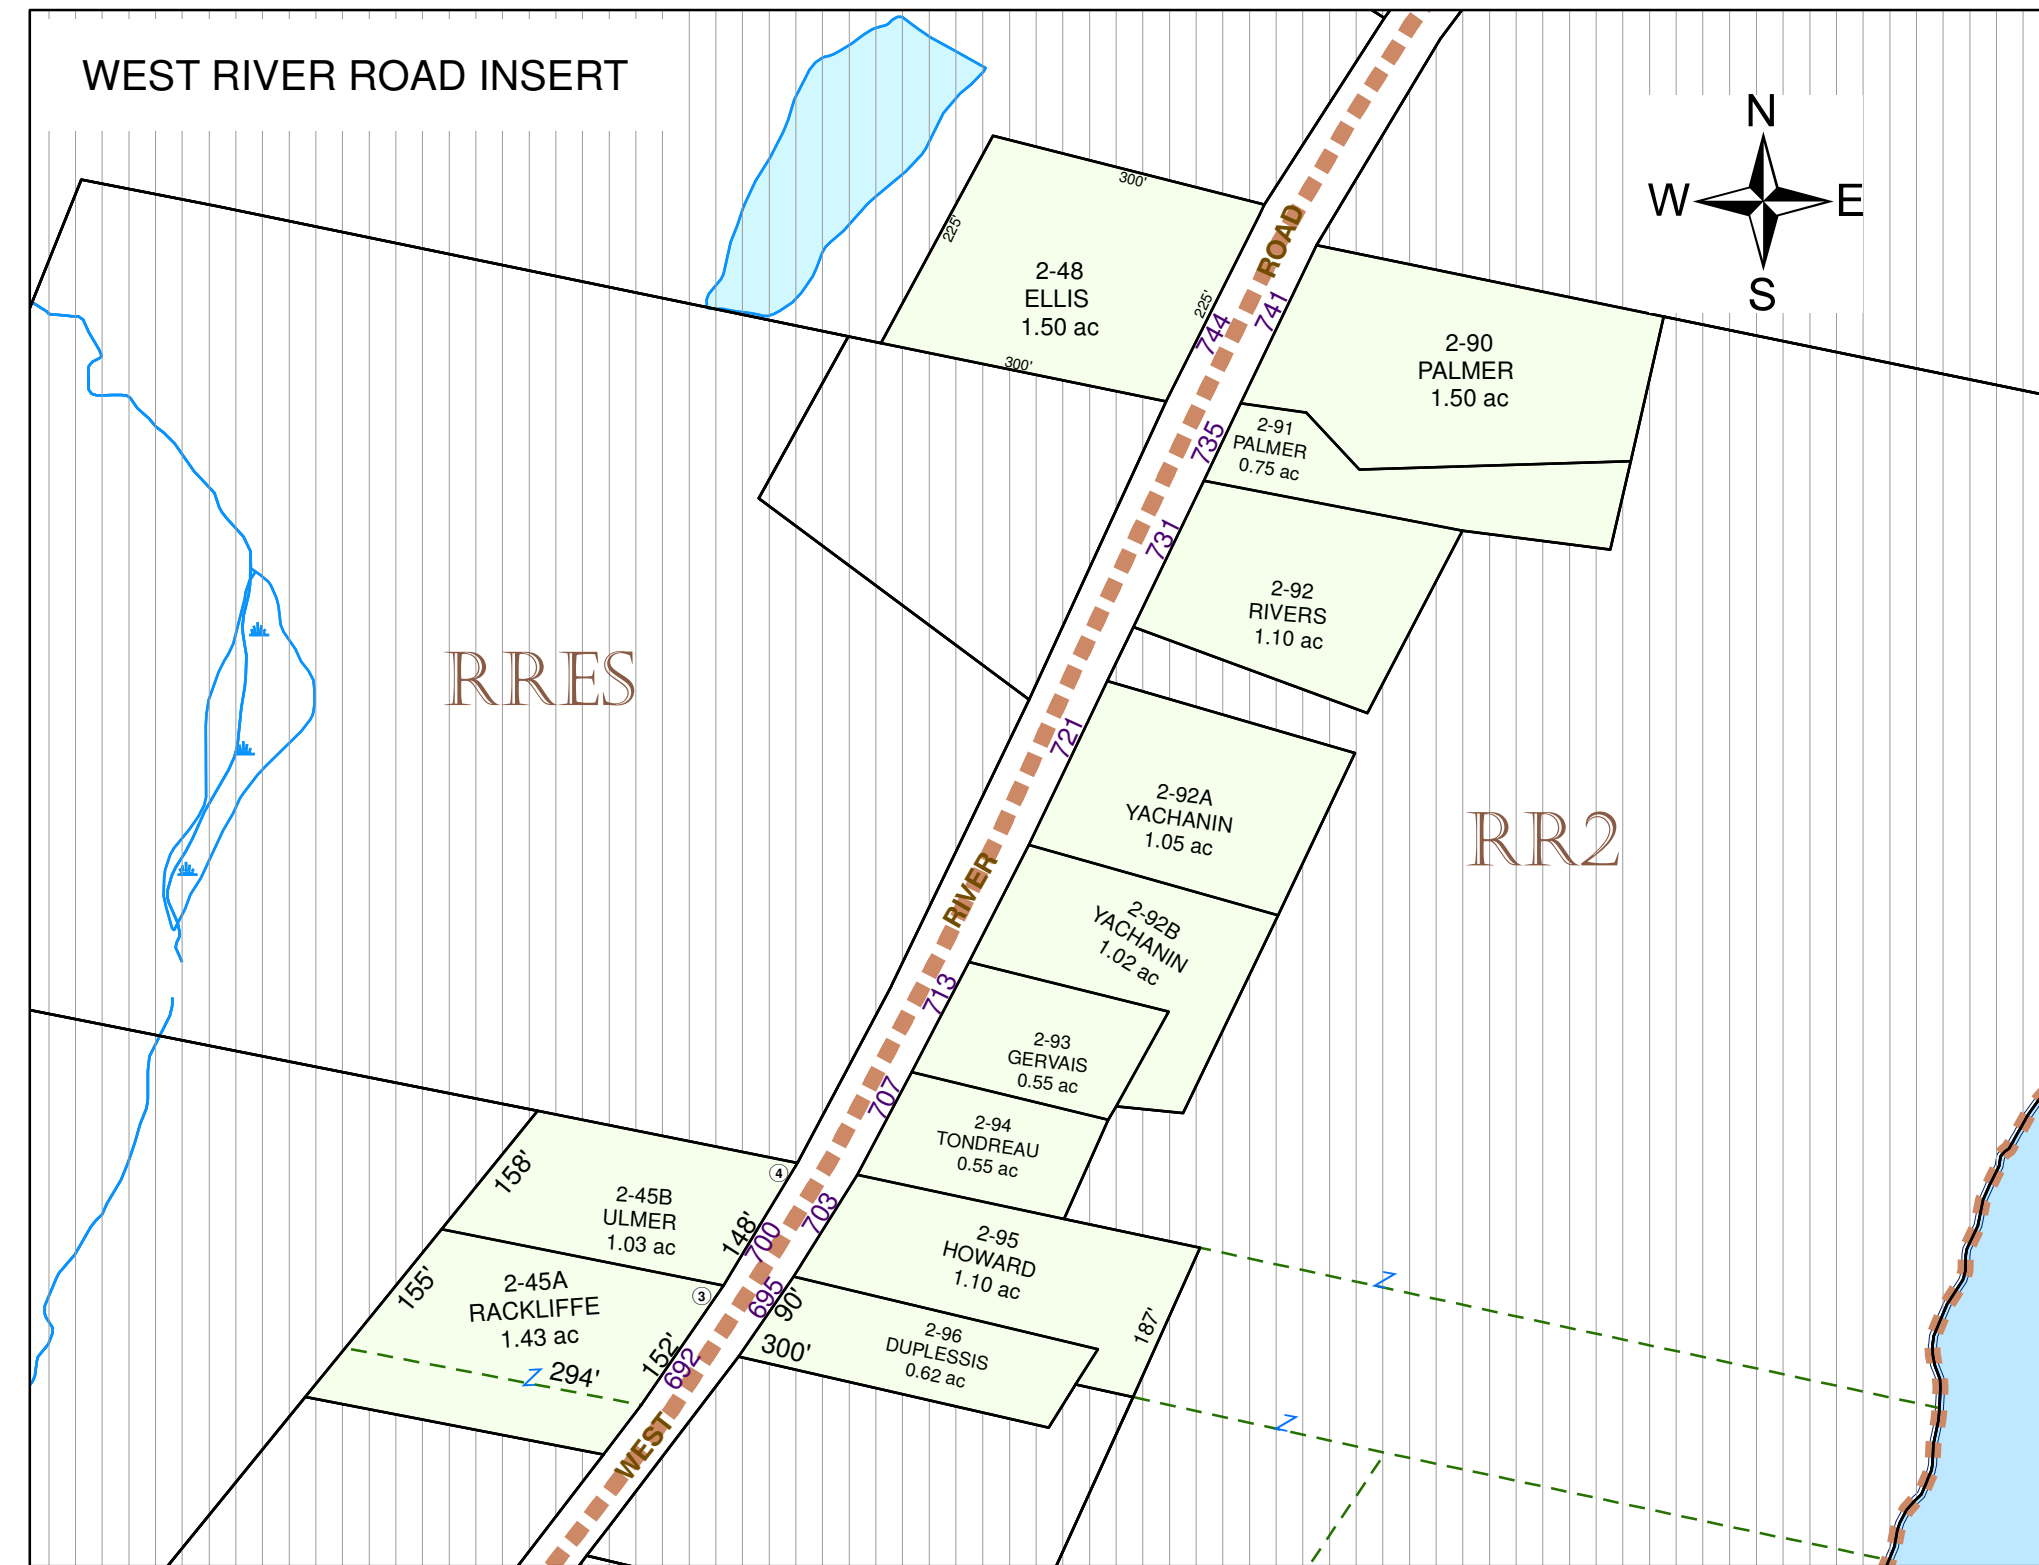 WEST RIVER ROAD INSERT
N
W
E
S
300'
225'
2-48
ELLIS
1.50 ac
225'
300'
ROAD
744
741
2-90
PALMER
1.50 ac
2-91
PALMER
0.75 ac
735
731
2-92
RIVERS
1.10 ac
RRES
721
2-92A
YACHANIN
1.05 ac
RR2
RIVER
2-92B
YACHANIN
1.02 ac
713
2-93
GERVAIS
0.55 ac
707
2-94
TONDREAU
0.55 ac
158'
4
2-45B
ULMER
1.03 ac
148'
700
703
2-95
HOWARD
1.10 ac
Z
155'
2-45A
RACKLIFFE
1.43 ac
3
695
90'
187'
300'
2-96
DUPLESSIS
0.62 ac
152'
692
Z
294'
Z
WEST